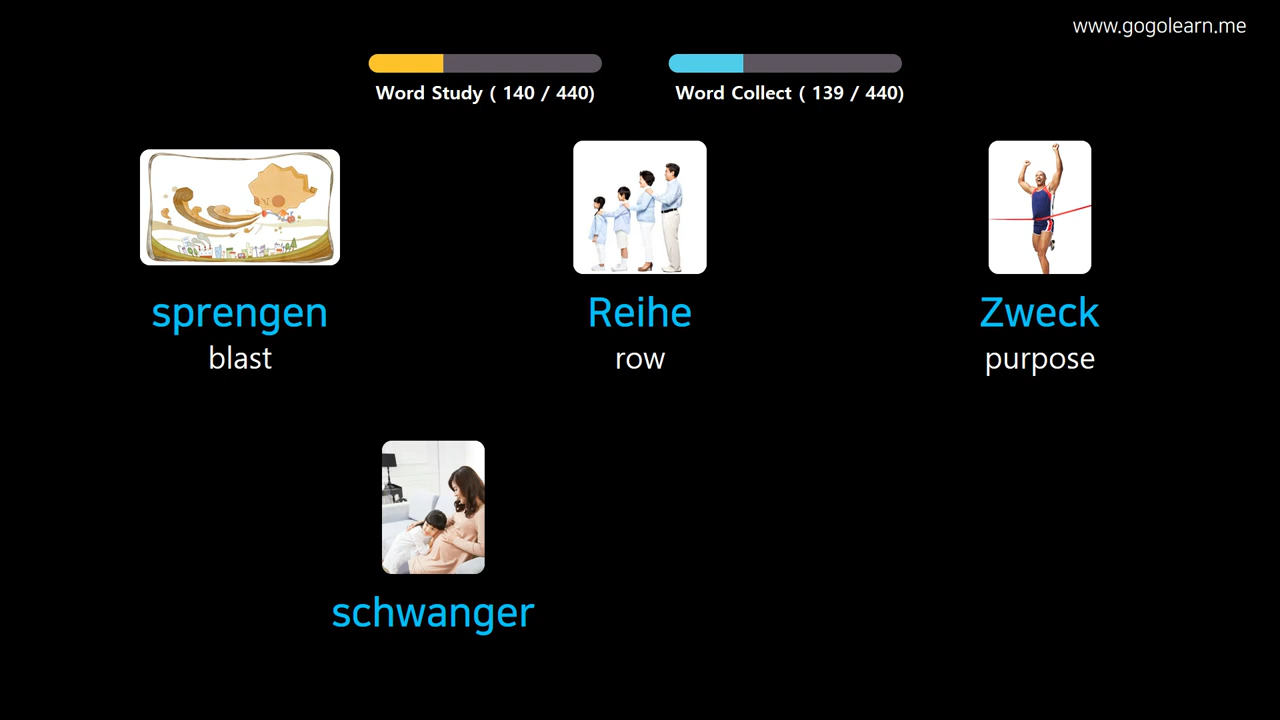 www.gogolearn.me
Word Study ( 140 / 440)
Word Collect ( 139 / 440)
sprengen
blast
Reihe
row
Zweck
purpose
schwanger